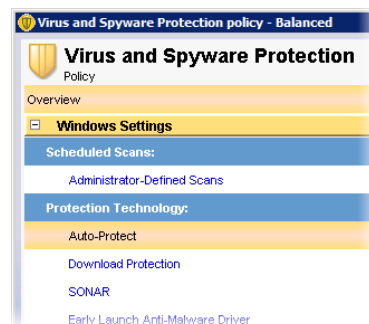 Virus and Spyware Protection policy - Balanced
Virus and Spyware Protection
Policy
Overview
Windows Settings
Scheduled Scans:
Administrator-Defined Scans
Protection Technology:
Auto-Protect
Download Protection
SONAR
Early Launch Anti-Malware Driver